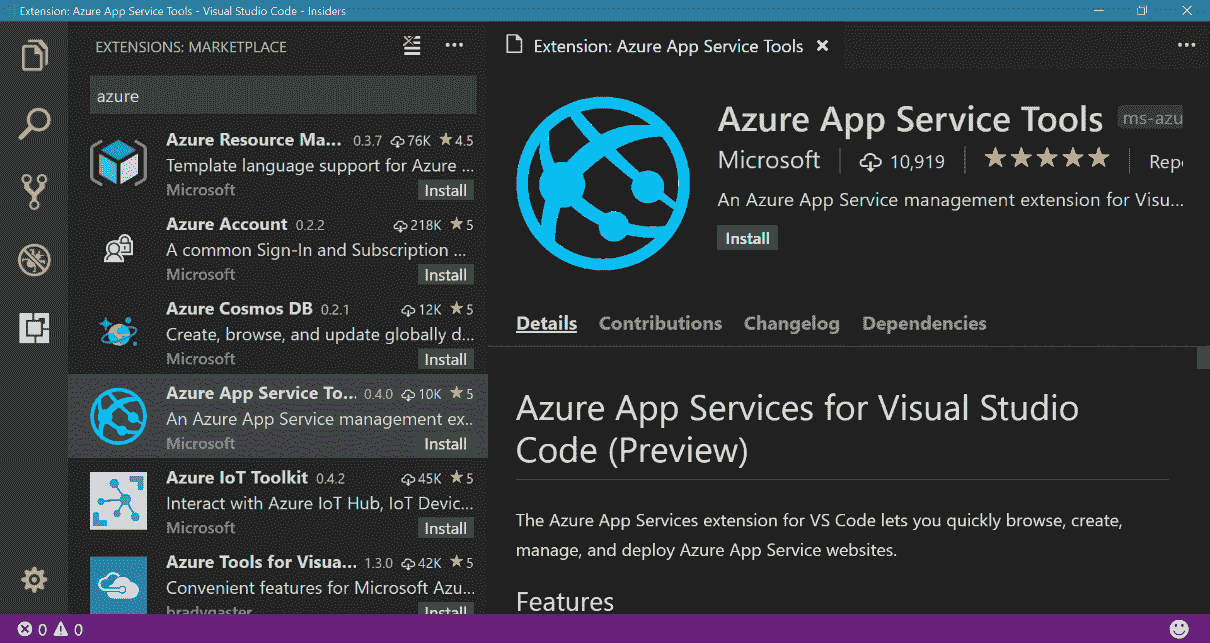 Extension: Azure App Service Tools - Visual Studio Code - Insiders
EXTENSIONS: MARKETPLACE
azure
Azure Resource Ma... 0.3.7 76K 4.5
Template language support for Azure ...
Microsoft Install
Azure Account 0.2.2 218K 5
A common Sign-In and Subscription ...
Microsoft Install
Azure Cosmos DB 0.2.1 12K 5
Create, browse, and update globally d...
Microsoft Install
Azure App Service To... 0.4.0 10K 5
An Azure App Service management ex...
Microsoft Install
Azure IoT Toolkit 0.4.2 45K 5
Interact with Azure IoT Hub, IoT Devic...
Microsoft Install
Azure Tools for Visua... 1.3.0 42K 5
Convenient features for Microsoft Azu...
bradygaster Install
Extension: Azure App Service Tools
Azure App Service Tools ms-azu
Microsoft 10,919 Repo
An Azure App Service management extension for Visu...
Install
Details Contributions Changelog Dependencies
Azure App Services for Visual Studio
Code (Preview)
The Azure App Services extension for VS Code lets you quickly browse, create,
manage, and deploy Azure App Service websites.
Features
0 0